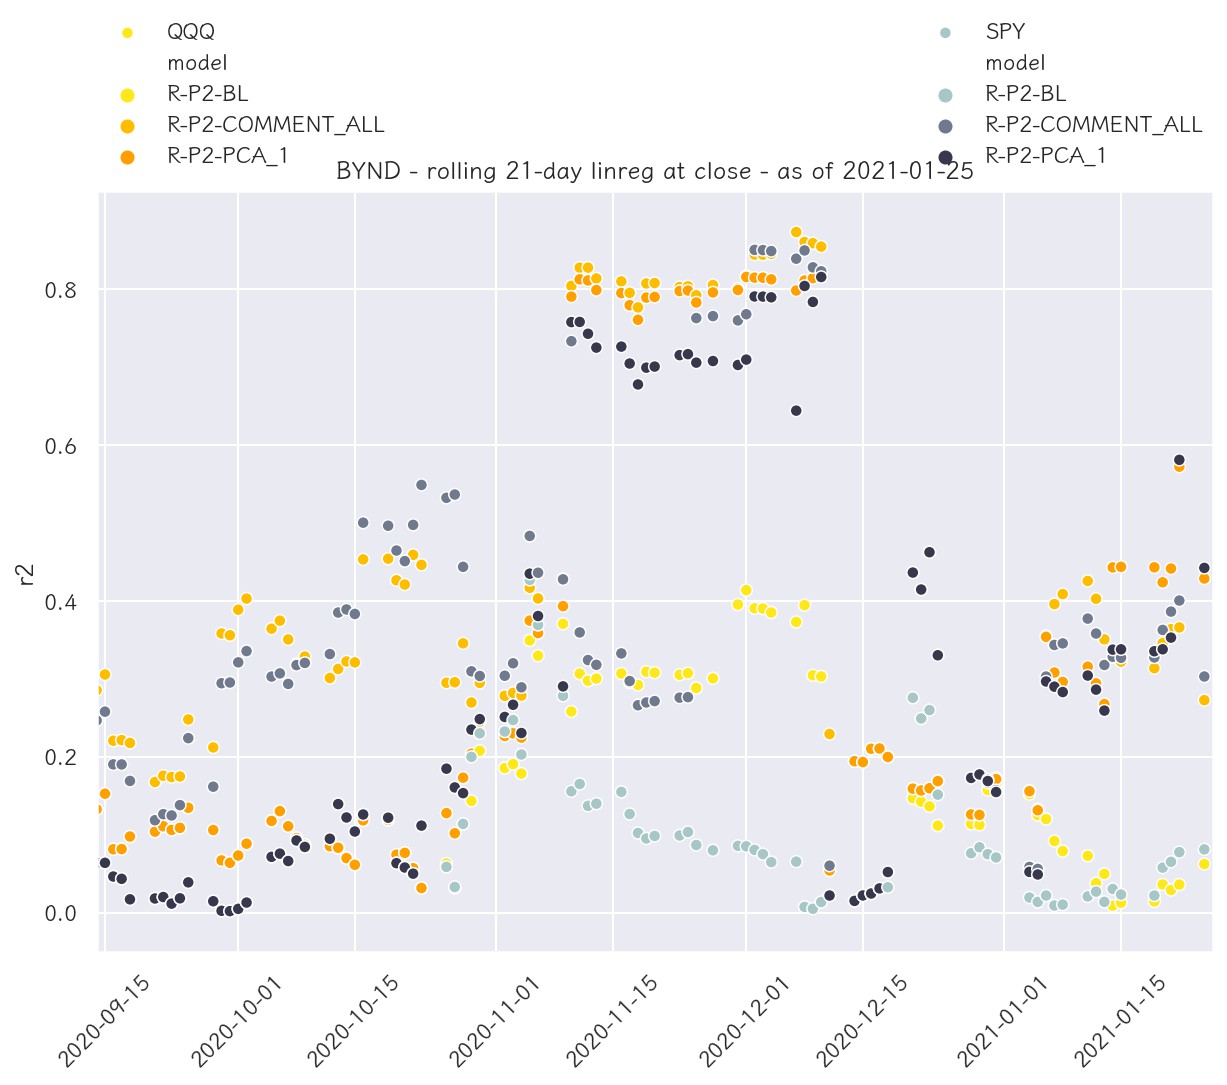 QQQ
model
R-P2-BL
R-P2-COMMENT_ALL
R-P2-PCA_1
SPY
model
R-P2-BL
R-P2-COMMENT_ALL
R-P2-PCA_1
BYND - rolling 21-day linreg at close - as of 2021-01-25
r2
0.8
0.6
0.4
0.2
0.0
2020-09-15
2020-10-01
2020-10-15
2020-11-01
2020-11-15
2020-12-01
2020-12-15
2021-01-01
2021-01-15